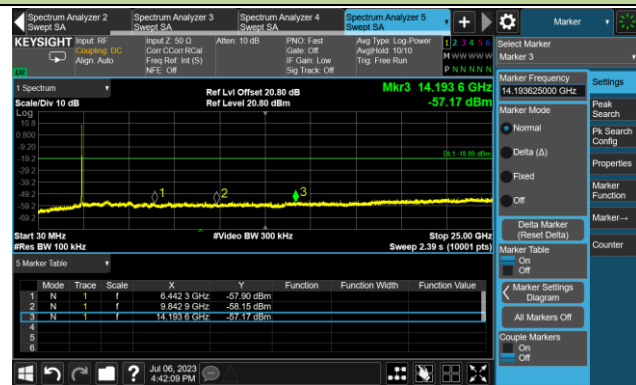 Spectrum Analyzer 2
Swept SA
Spectrum Analyzer 3
Swept SA
Spectrum Analyzer 4
Swept SA
Spectrum Analyzer 5
Swept SA
Marker
KEYSIGHT
Input: RF
Coupling: DC
Align: Auto
Input Z: 50 Ω
Corr CCorr RCal
Freq Ref: Int (S)
NFE: Off
Atten: 10 dB
PNO: Fast
Gate: Off
IF Gain: Low
Sig Track: Off
Avg Type: Log-Power
Avg|Hold: 10/10
Trig: Free Run
1 2 3 4 5 6
M W W W W W
P N N N N N
Select Marker
Marker 3
1 Spectrum
Scale/Div 10 dB
Ref Lvl Offset 20.80 dB
Ref Level 20.80 dBm
Mkr3 14.193 6 GHz
-57.17 dBm
Log
10.8
0.800
-9.20
-19.2
-29.2
-39.2
-49.2
-59.2
-69.2
DL1 -18.89 dBm
1
2
3
Start 30 MHz
#Res BW 100 kHz
#Video BW 300 kHz
Stop 25.00 GHz
Sweep 2.39 s (10001 pts)
5 Marker Table
Mode Trace Scale X Y Function Function Width Function Value
1 N 1 f 6.442 3 GHz -57.90 dBm
2 N 1 f 9.842 9 GHz -58.15 dBm
3 N 1 f 14.193 6 GHz -57.17 dBm
4
5
6
Marker Frequency
14.193625000 GHz
Marker Mode
Normal
Delta (Δ)
Fixed
Off
Delta Marker
(Reset Delta)
Marker Table
On
Off
Marker Settings
Diagram
All Markers Off
Couple Markers
On
Off
Settings
Peak
Search
Pk Search
Config
Properties
Marker
Function
Marker→
Counter
Jul 06, 2023
4:42:09 PM